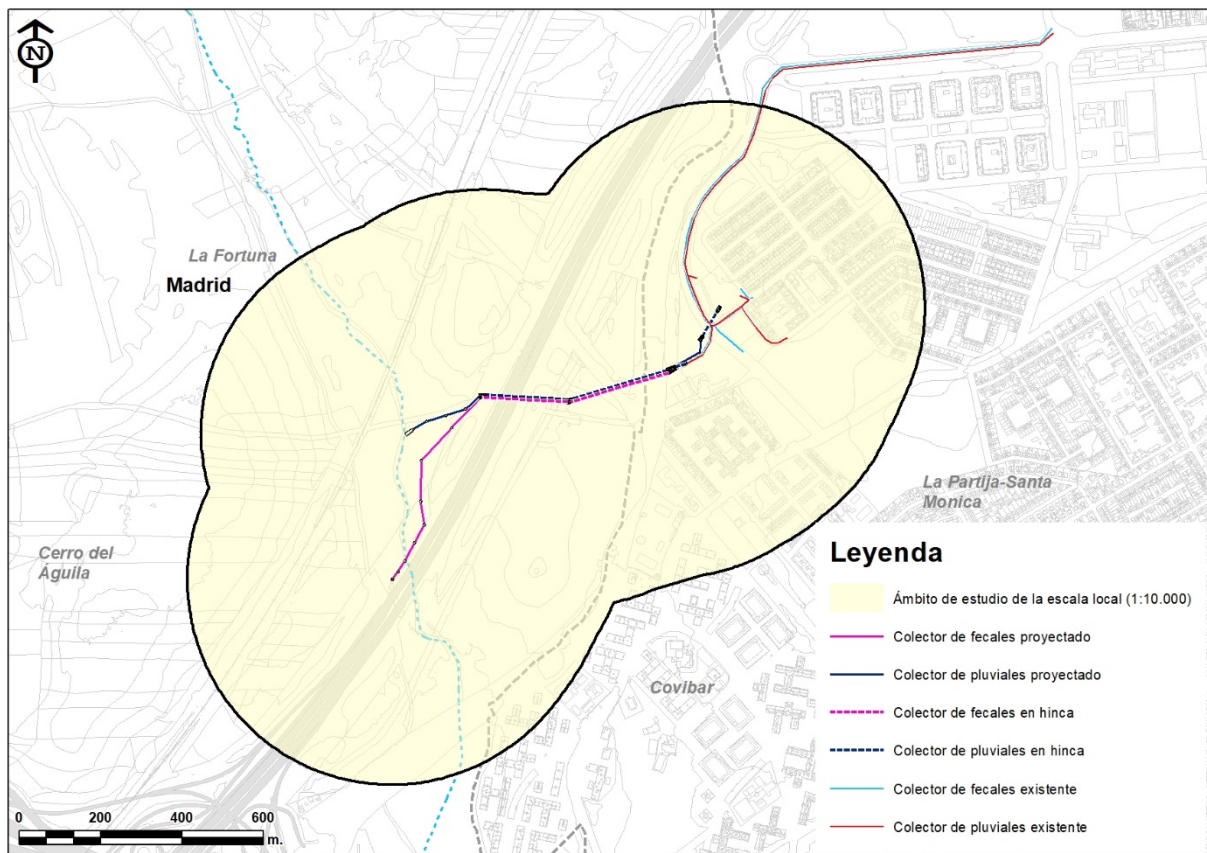 N
La Fortuna
Madrid
Cerro del
Águila
La Partija-Santa
Monica
Covibar
Leyenda
Ámbito de estudio de la escala local (1:10.000)
Colector de fecales proyectado
Colector de pluviales proyectado
Colector de fecales en hinca
Colector de pluviales en hinca
Colector de fecales existente
Colector de pluviales existente
0 200 400 600
m.